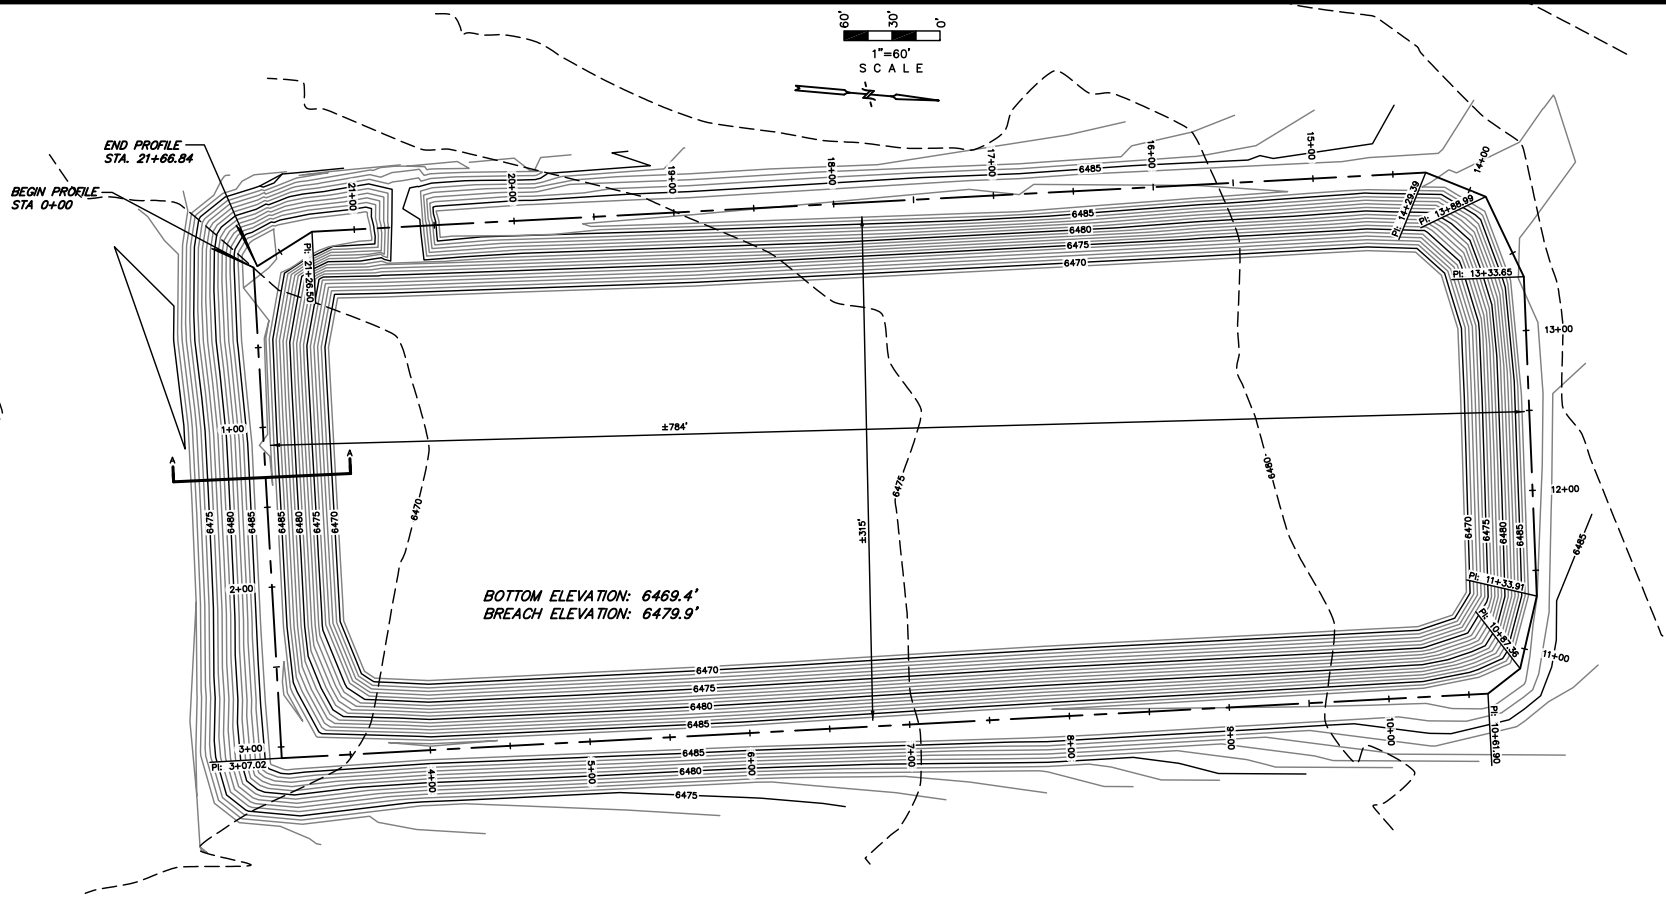 60' 30' 0'
1"=60'
SCALE
N
END PROFILE
STA. 21+66.84
BEGIN PROFILE
STA 0+00
21+00
20+00
19+00
18+00
17+00
16+00
15+00
14+00
6485
PI: 21+26.50
6485
6480
6475
6470
PI: 14+29.39
PI: 13+88.99
PI: 13+33.65
13+00
1+00
±784'
A A
6470
6475
6480
12+00
6475 6480 6485 6485 6480 6475 6470
±315'
6470 6475 6480 6485
6485
2+00
BOTTOM ELEVATION: 6469.4'
BREACH ELEVATION: 6479.9'
PI: 11+33.91
PI: 10+87.36
11+00
6470
6475
6480
6485
3+00
PI: 3+07.02
6485
6480
6475
4+00
5+00
6+00
7+00
8+00
9+00
10+00
PI: 10+61.90